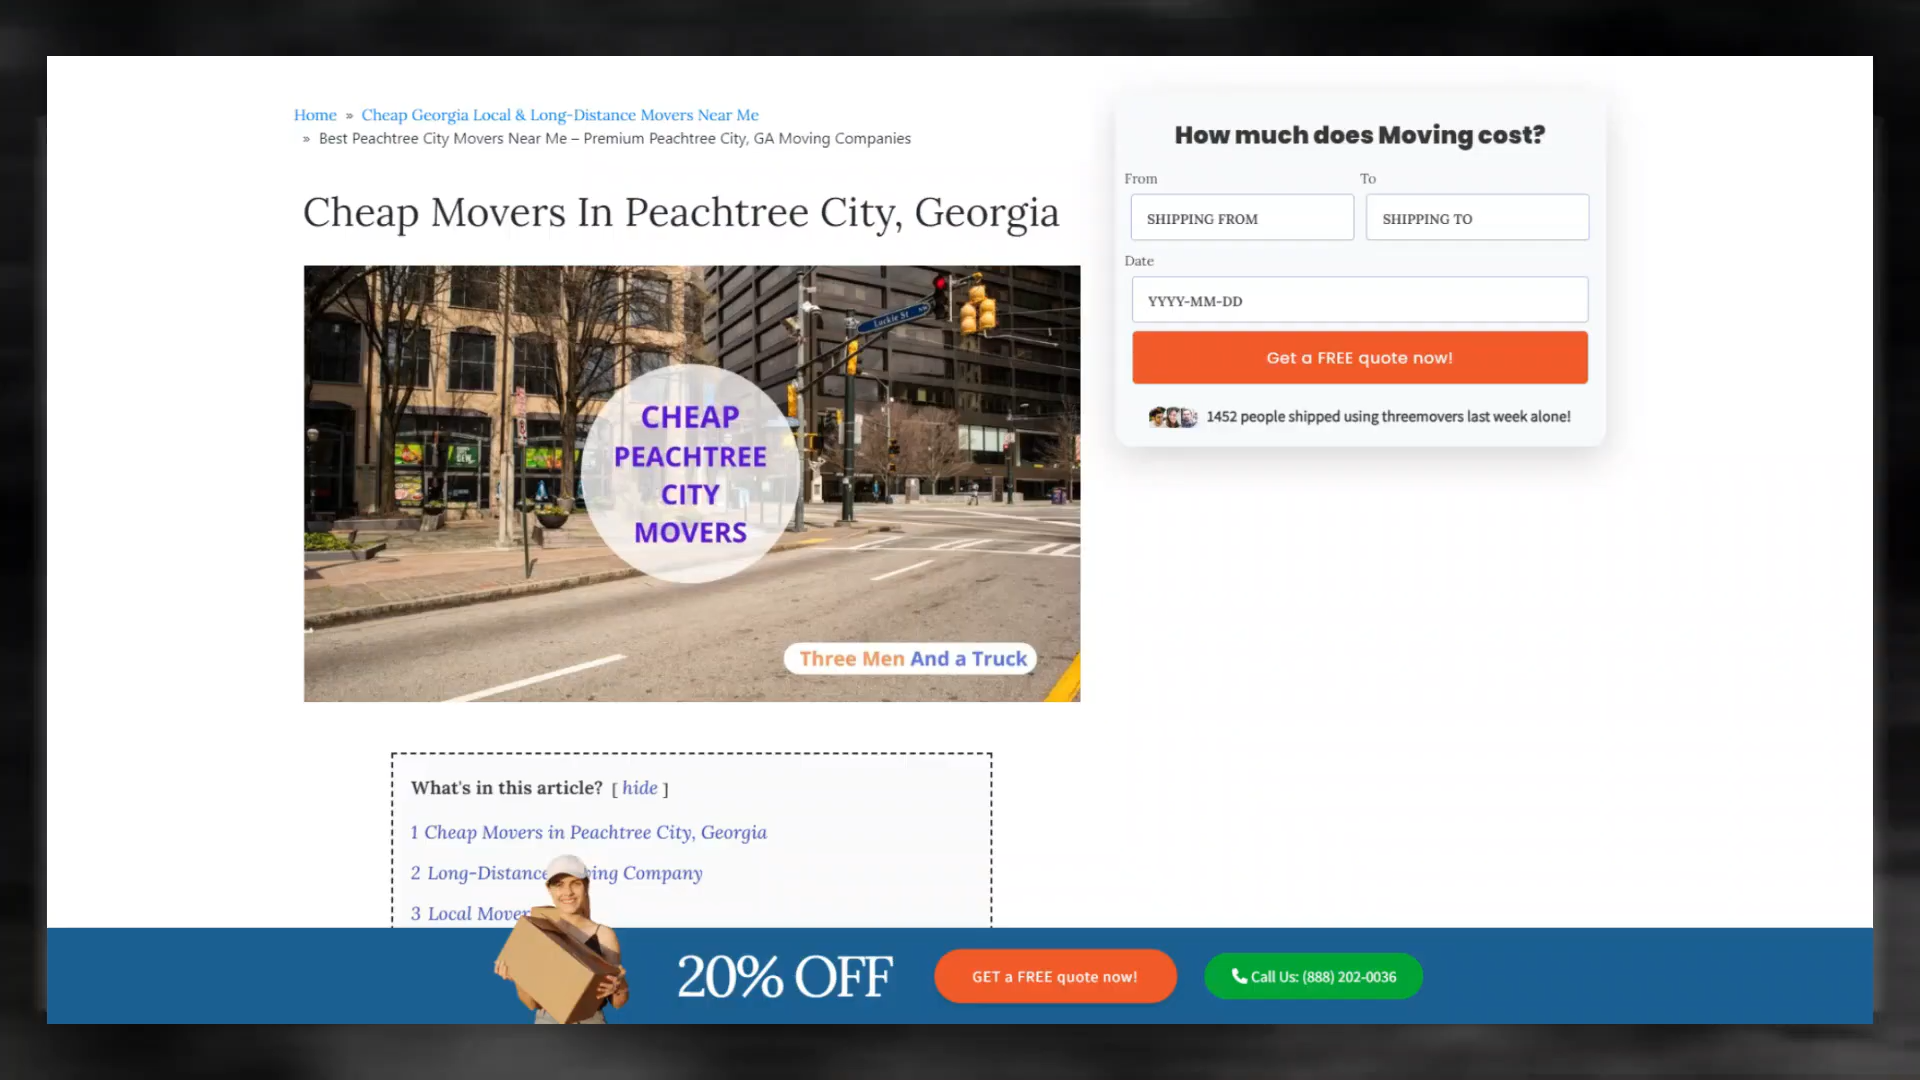 Home » Cheap Georgia Local & Long-Distance Movers Near Me
» Best Peachtree City Movers Near Me – Premium Peachtree City, GA Moving Companies
Cheap Movers In Peachtree City, Georgia
Luckie St
CHEAP
PEACHTREE
CITY
MOVERS
Three Men And a Truck
How much does Moving cost?
From
To
SHIPPING FROM
SHIPPING TO
Date
YYYY-MM-DD
Get a FREE quote now!
1452 people shipped using threemovers last week alone!
What's in this article? [ hide ]
1 Cheap Movers in Peachtree City, Georgia
2 Long-Distance Company
3 Local
20% OFF
GET a FREE quote now!
Call Us: (888) 202-0036